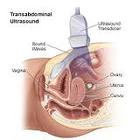 Transabdominal
Ultrasound
Ultrasound
Transducer
Sound
Waves
Vagina
Ovary
Uterus
Cervix